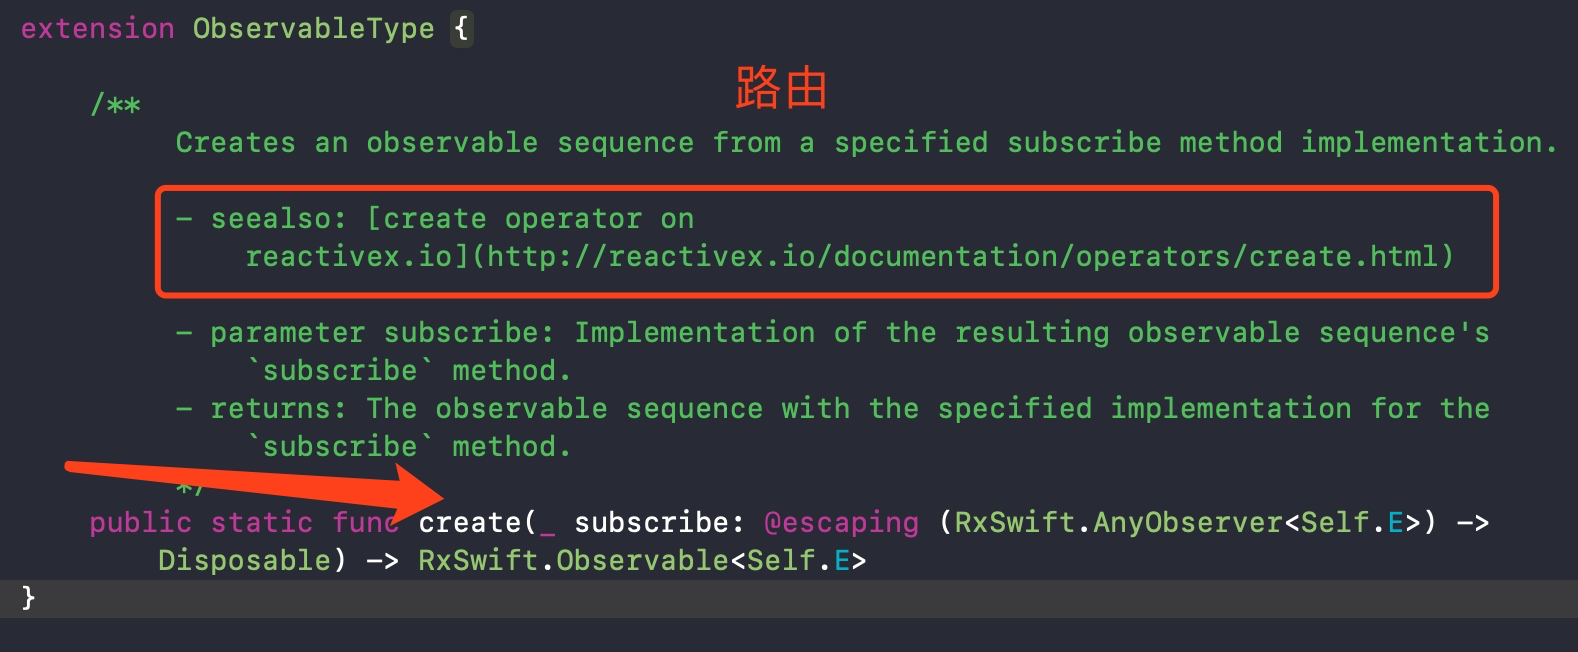 extension ObservableType {
路由
/**
Creates an observable sequence from a specified subscribe method implementation.
- seealso: [create operator on
reactivex.io](http://reactivex.io/documentation/operators/create.html)
- parameter subscribe: Implementation of the resulting observable sequence's
`subscribe` method.
- returns: The observable sequence with the specified implementation for the
`subscribe` method.
*/
public static func create(_ subscribe: @escaping (RxSwift.AnyObserver<Self.E>) ->
Disposable) -> RxSwift.Observable<Self.E>
}